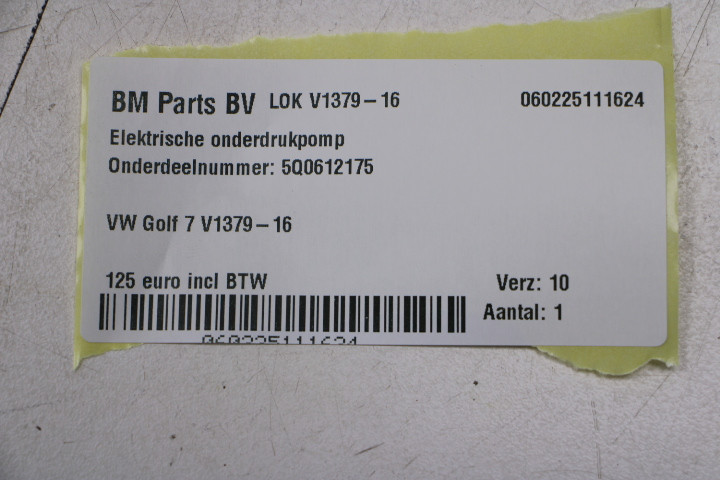 BM Parts BV LOK V1379-16 060225111624
Elektrische onderdrukpomp
Onderdeelnummer: 5Q0612175
VW Golf 7 V1379-16
125 euro incl BTW Verz: 10
Aantal: 1
060225111624